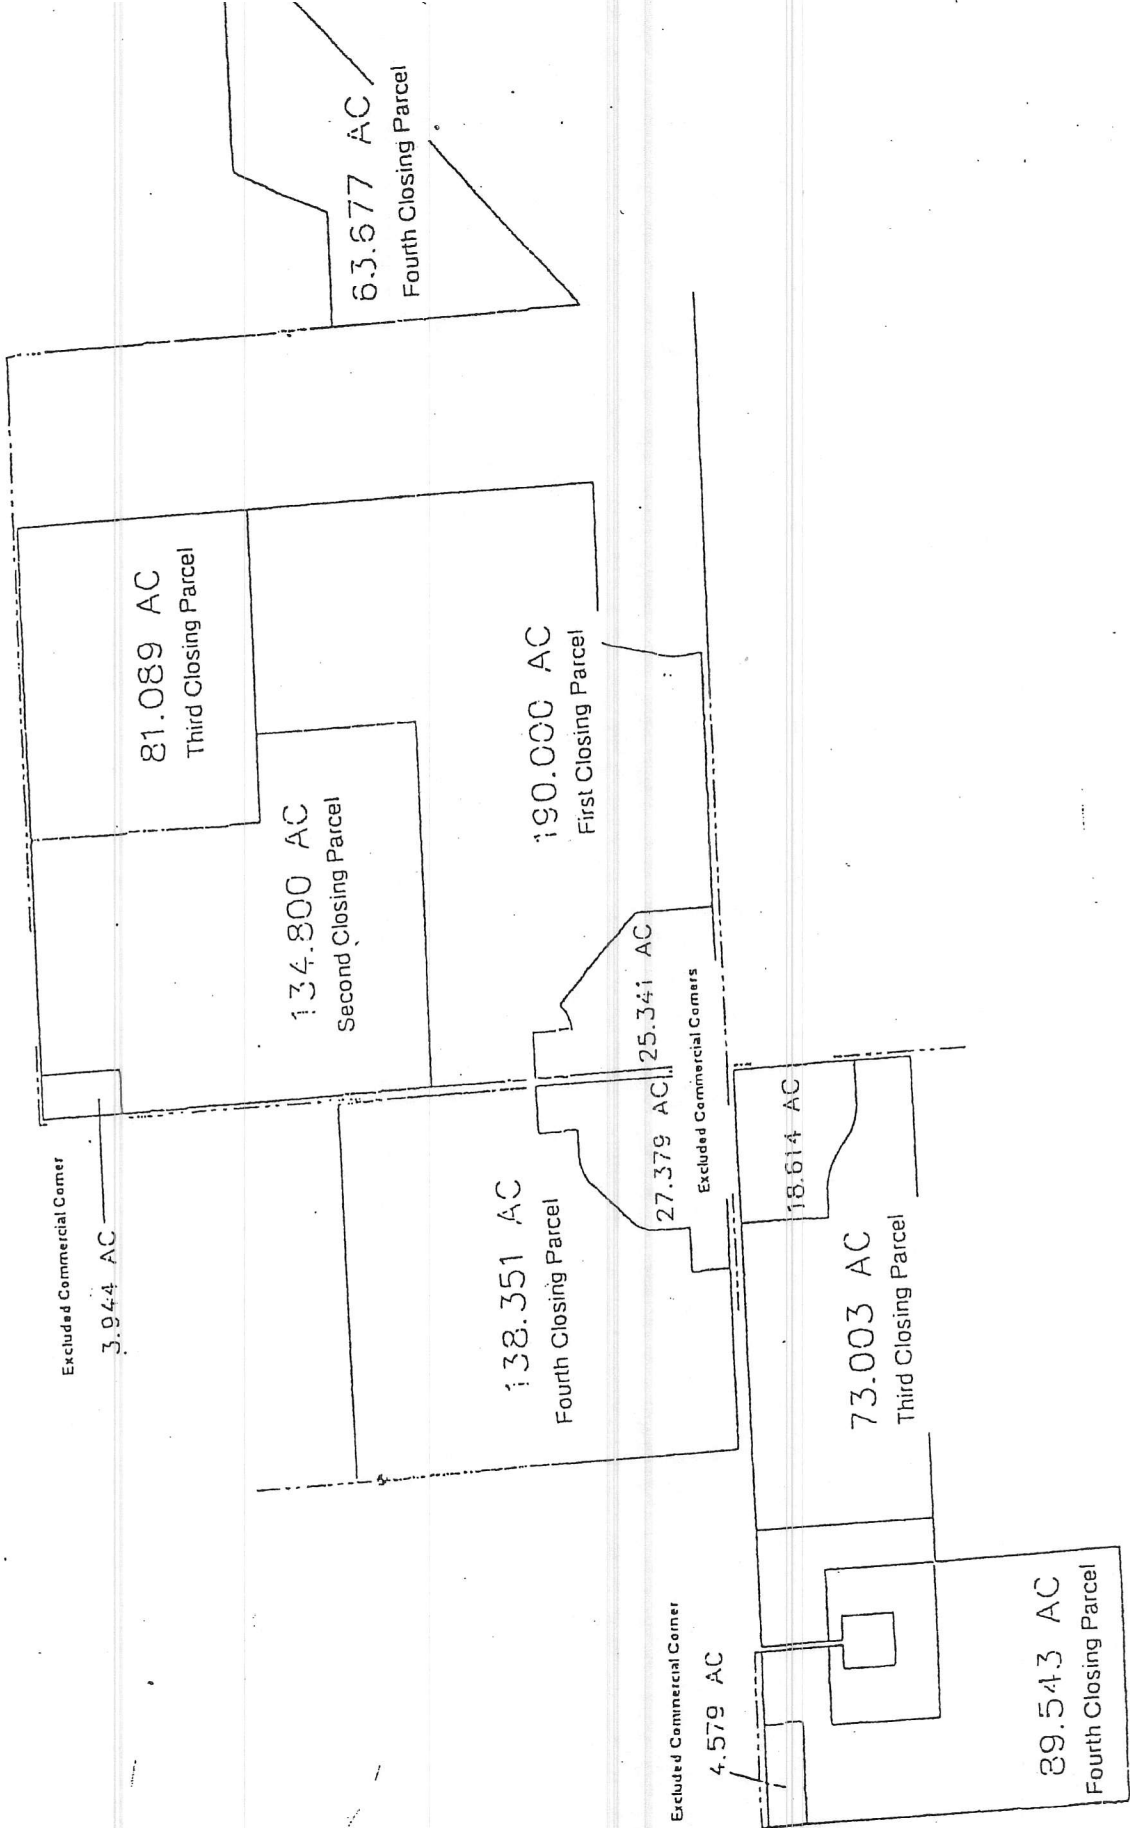 63.677 AC
Fourth Closing Parcel
81.089 AC
Third Closing Parcel
134.800 AC
Second Closing Parcel
190.000 AC
First Closing Parcel
Excluded Commercial Corner
3.944 AC
138.351 AC
Fourth Closing Parcel
27.379 AC
25.341 AC
Excluded Commercial Corners
18.614 AC
73.003 AC
Third Closing Parcel
Excluded Commercial Corner
4.579 AC
89.543 AC
Fourth Closing Parcel